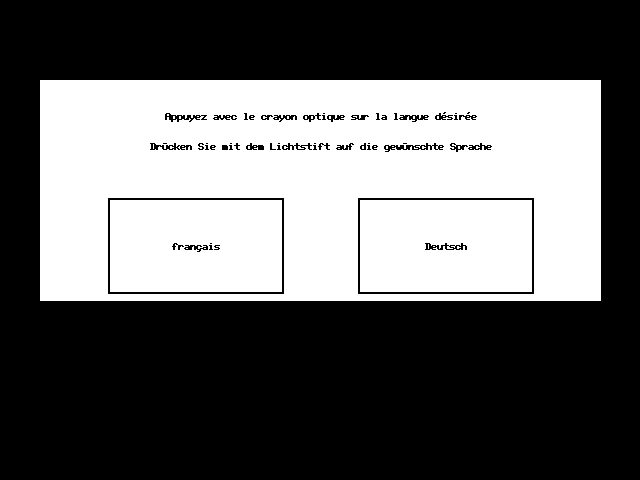 Appuyez avec le crayon optique sur la langue désirée
Drücken Sie mit dem Lichtstift auf die gewünschte Sprache
français
Deutsch